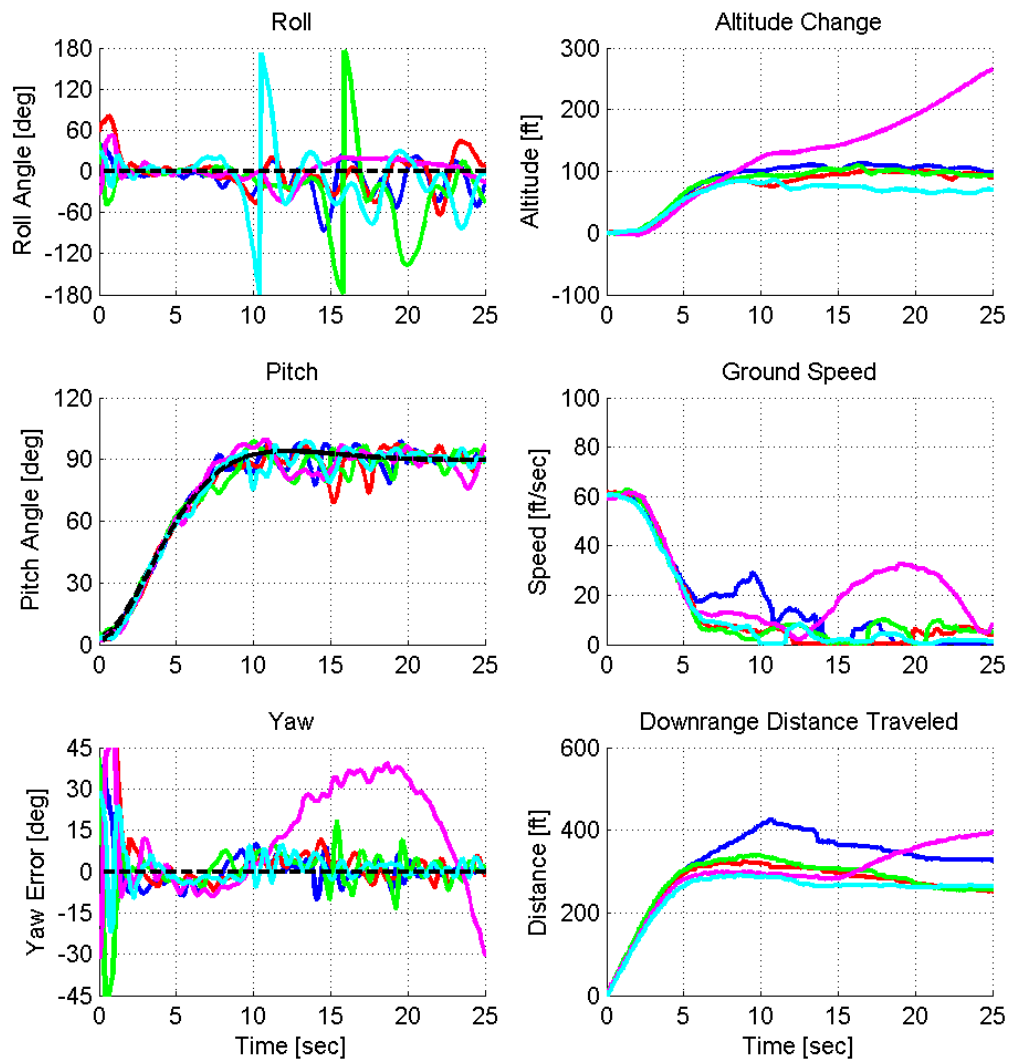 Roll
Roll Angle [deg]
180
120
60
0
-60
-120
-180
0 5 10 15 20 25
Altitude Change
Altitude [ft]
300
200
100
0
-100
0 5 10 15 20 25
Pitch
Pitch Angle [deg]
120
90
60
30
0
0 5 10 15 20 25
Ground Speed
Speed [ft/sec]
100
80
60
40
20
0
0 5 10 15 20 25
Yaw
Yaw Error [deg]
45
30
15
0
-15
-30
-45
0 5 10 15 20 25
Time [sec]
Downrange Distance Traveled
Distance [ft]
600
400
200
0
0 5 10 15 20 25
Time [sec]